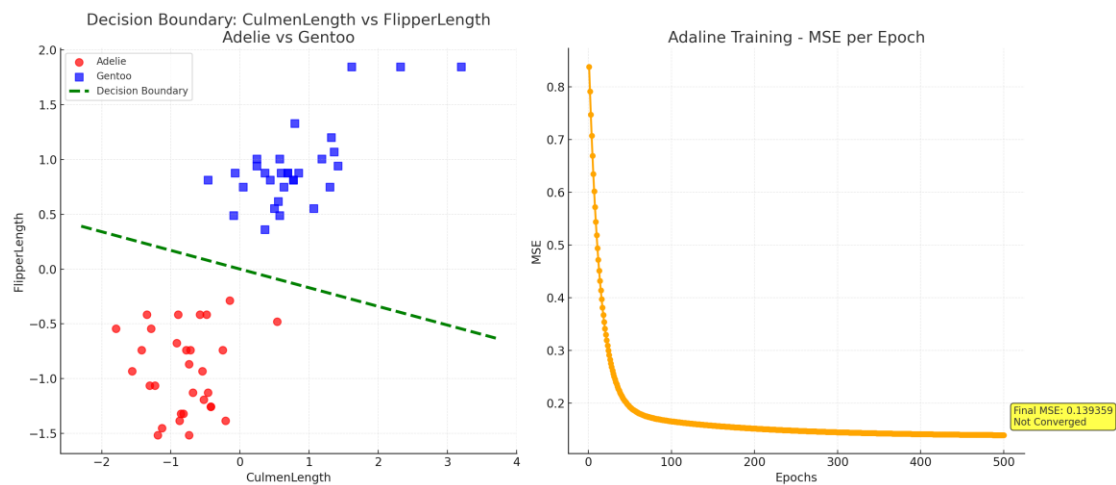 Decision Boundary: CulmenLength vs FlipperLength
Adelie vs Gentoo
Adelie
Gentoo
Decision Boundary
2.0
1.5
1.0
0.5
0.0
−0.5
−1.0
−1.5
FlipperLength
−2
−1
0
1
2
3
4
CulmenLength
Adaline Training - MSE per Epoch
0.8
0.7
0.6
0.5
0.4
0.3
0.2
MSE
Final MSE: 0.139359
Not Converged
0
100
200
300
400
500
Epochs